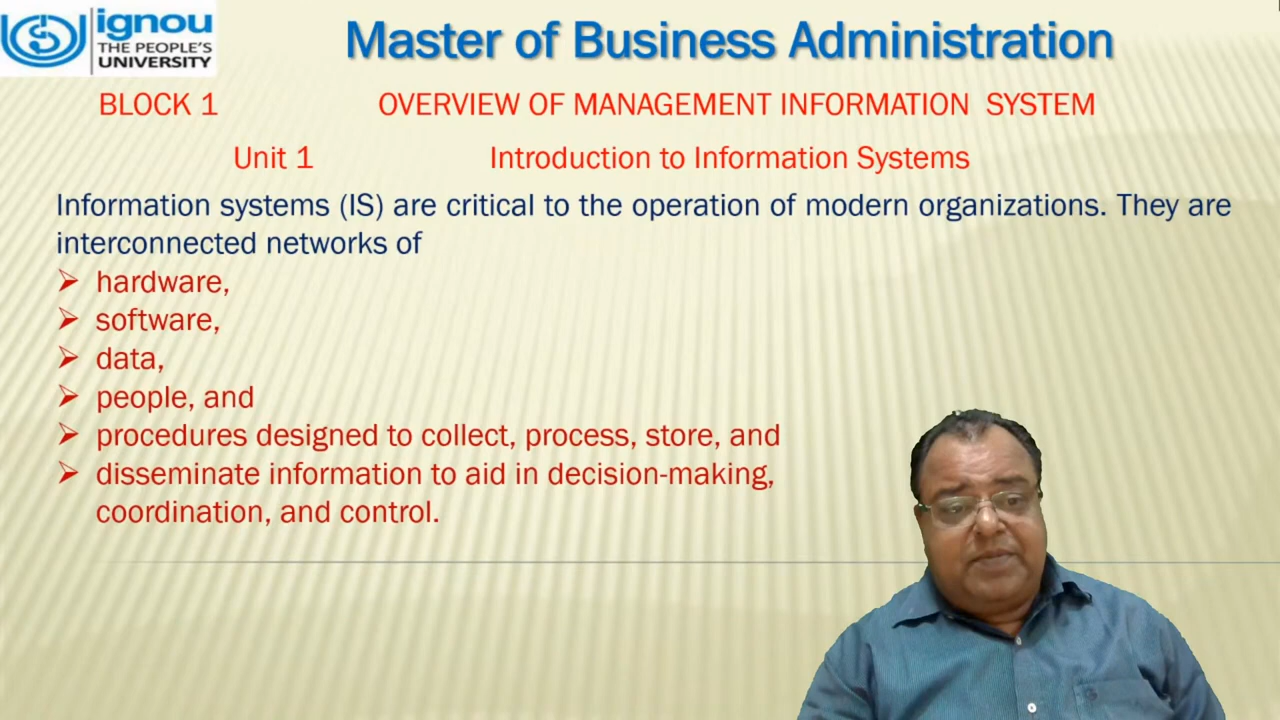 ignou
THE PEOPLE'S
UNIVERSITY
Master of Business Administration
BLOCK 1 OVERVIEW OF MANAGEMENT INFORMATION SYSTEM
Unit 1 Introduction to Information Systems
Information systems (IS) are critical to the operation of modern organizations. They are
interconnected networks of
➢ hardware,
➢ software,
➢ data,
➢ people, and
➢ procedures designed to collect, process, store, and
➢ disseminate information to aid in decision-making,
coordination, and control.